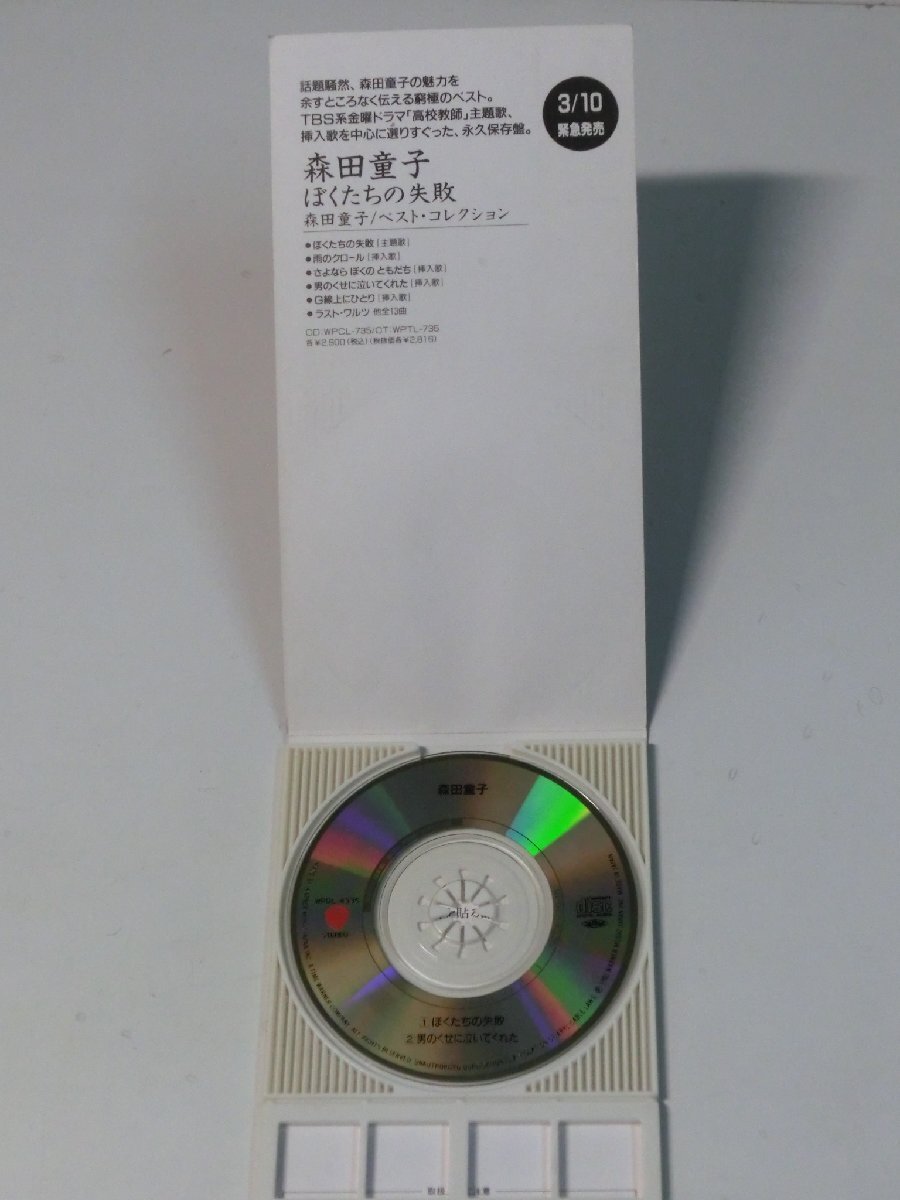 話題騒然、森田童子の魅力を
余すところなく伝える窮極のベスト。
TBS系金曜ドラマ「高校教師」主題歌、
挿入歌を中心に選りすぐった、永久保存盤。
3/10
緊急発売
森田童子
ぼくたちの失敗
森田童子/ベスト・コレクション
●ぼくたちの失敗[主題歌]
●雨のクロール[挿入歌]
●さよなら ぼくの ともだち[挿入歌]
●男のくせに泣いてくれた[挿入歌]
●G線上にひとり[挿入歌]
●ラスト・ワルツ 他全13曲
CD:WPCL-735/CT:WPTL-735
森田童子
disc
1 ぼくたちの失敗
2 男のくせに泣いてくれた
取扱
注意